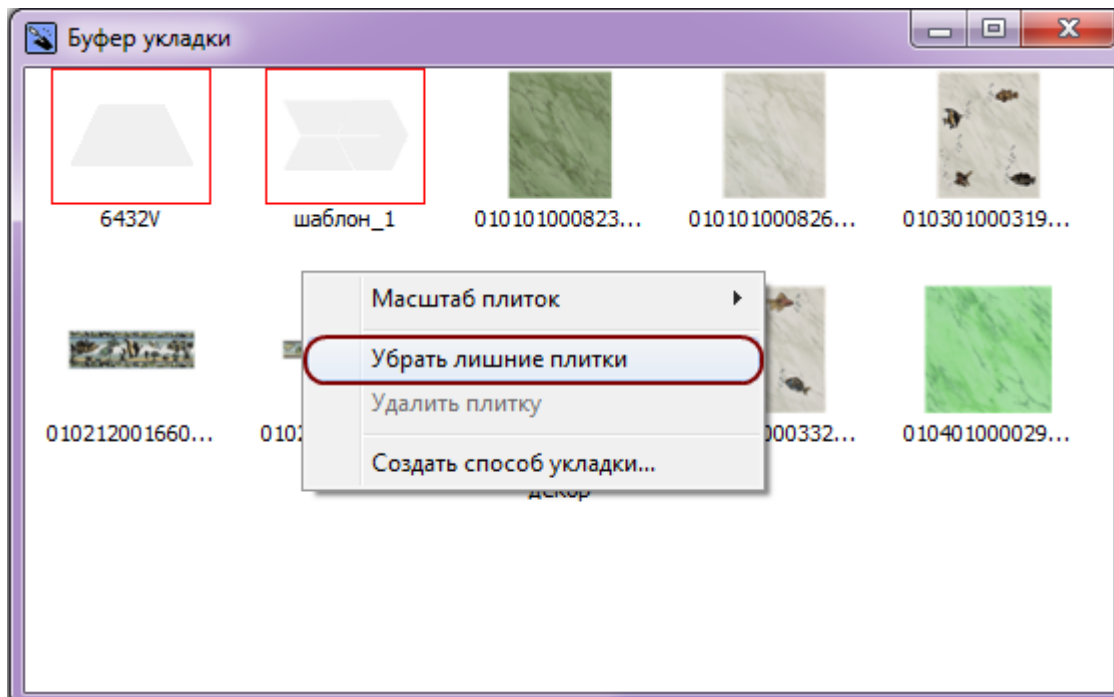 Буфер укладки
6432V
шаблон_1
010101000823...
010101000826...
010301000319...
Масштаб плиток
Убрать лишние плитки
Удалить плитку
Создать способ укладки...
010212001660...
010
000332...
010401000029...
декор